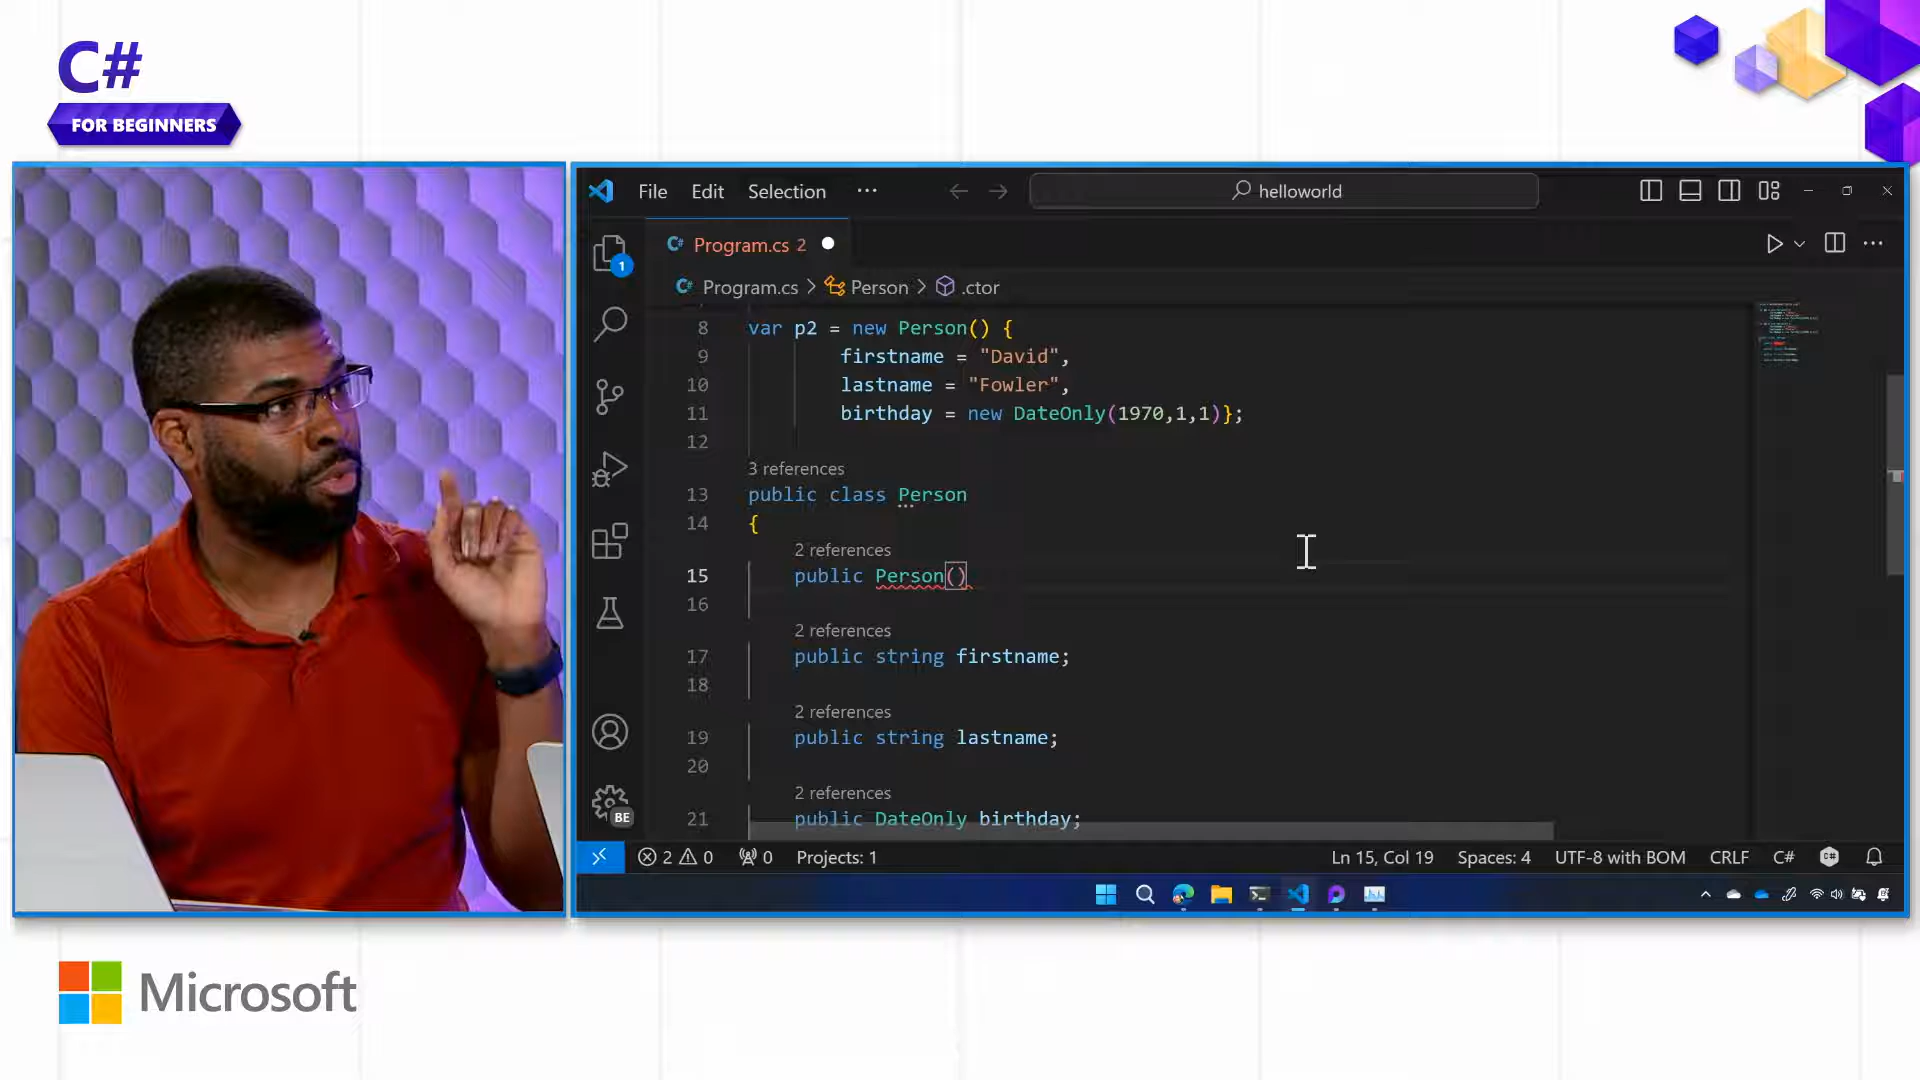 C#
FOR BEGINNERS
File Edit Selection ··· helloworld
Program.cs 2
Program.cs > Person > .ctor
1
8 var p2 = new Person() {
9 firstname = "David",
10 lastname = "Fowler",
11 birthday = new DateOnly(1970,1,1)};
12
3 references
13 public class Person
14 {
2 references
15 public Person()
16
2 references
17 public string firstname;
18
2 references
19 public string lastname;
20
2 references
21 public DateOnly birthday;
BE
2 0 0 Projects: 1 Ln 15, Col 19 Spaces: 4 UTF-8 with BOM CRLF C#
Microsoft